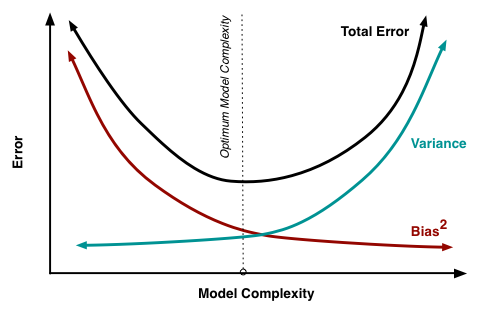 Total Error
Optimum Model Complexity
Variance
Error
Bias²
Model Complexity